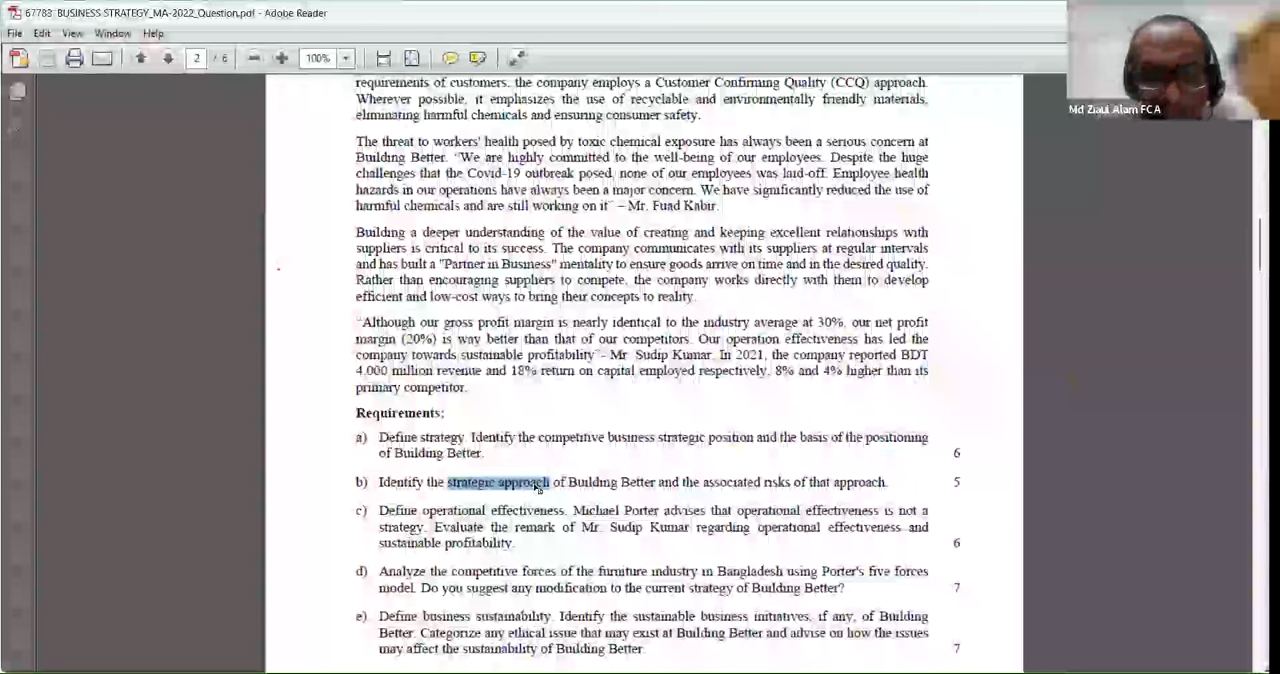 67783_BUSINESS STRATEGY_MA-2022_Question.pdf - Adobe Reader
File Edit View Window Help
2 / 6 100%
requirements of customers, the company employs a Customer Confirming Quality (CCQ) approach.
Wherever possible, it emphasizes the use of recyclable and environmentally friendly materials,
eliminating harmful chemicals and ensuring consumer safety.
The threat to workers' health posed by toxic chemical exposure has always been a serious concern at
Building Better. "We are highly committed to the well-being of our employees. Despite the huge
challenges that the Covid-19 outbreak posed, none of our employees was laid-off. Employee health
hazards in our operations have always been a major concern. We have significantly reduced the use of
harmful chemicals and are still working on it" – Mr. Fuad Kabir.
Building a deeper understanding of the value of creating and keeping excellent relationships with
suppliers is critical to its success. The company communicates with its suppliers at regular intervals
and has built a "Partner in Business" mentality to ensure goods arrive on time and in the desired quality.
Rather than encouraging suppliers to compete, the company works directly with them to develop
efficient and low-cost ways to bring their concepts to reality.
"Although our gross profit margin is nearly identical to the industry average at 30%, our net profit
margin (20%) is way better than that of our competitors. Our operation effectiveness has led the
company towards sustainable profitability"- Mr. Sudip Kumar. In 2021, the company reported BDT
4,000 million revenue and 18% return on capital employed respectively, 8% and 4% higher than its
primary competitor.
Requirements:
a) Define strategy. Identify the competitive business strategic position and the basis of the positioning
of Building Better. 6
b) Identify the strategic approach of Building Better and the associated risks of that approach. 5
c) Define operational effectiveness. Michael Porter advises that operational effectiveness is not a
strategy. Evaluate the remark of Mr. Sudip Kumar regarding operational effectiveness and
sustainable profitability. 6
d) Analyze the competitive forces of the furniture industry in Bangladesh using Porter's five forces
model. Do you suggest any modification to the current strategy of Building Better? 7
e) Define business sustainability. Identify the sustainable business initiatives, if any, of Building
Better. Categorize any ethical issue that may exist at Building Better and advise on how the issues
may affect the sustainability of Building Better. 7
Md Ziaul Alam FCA